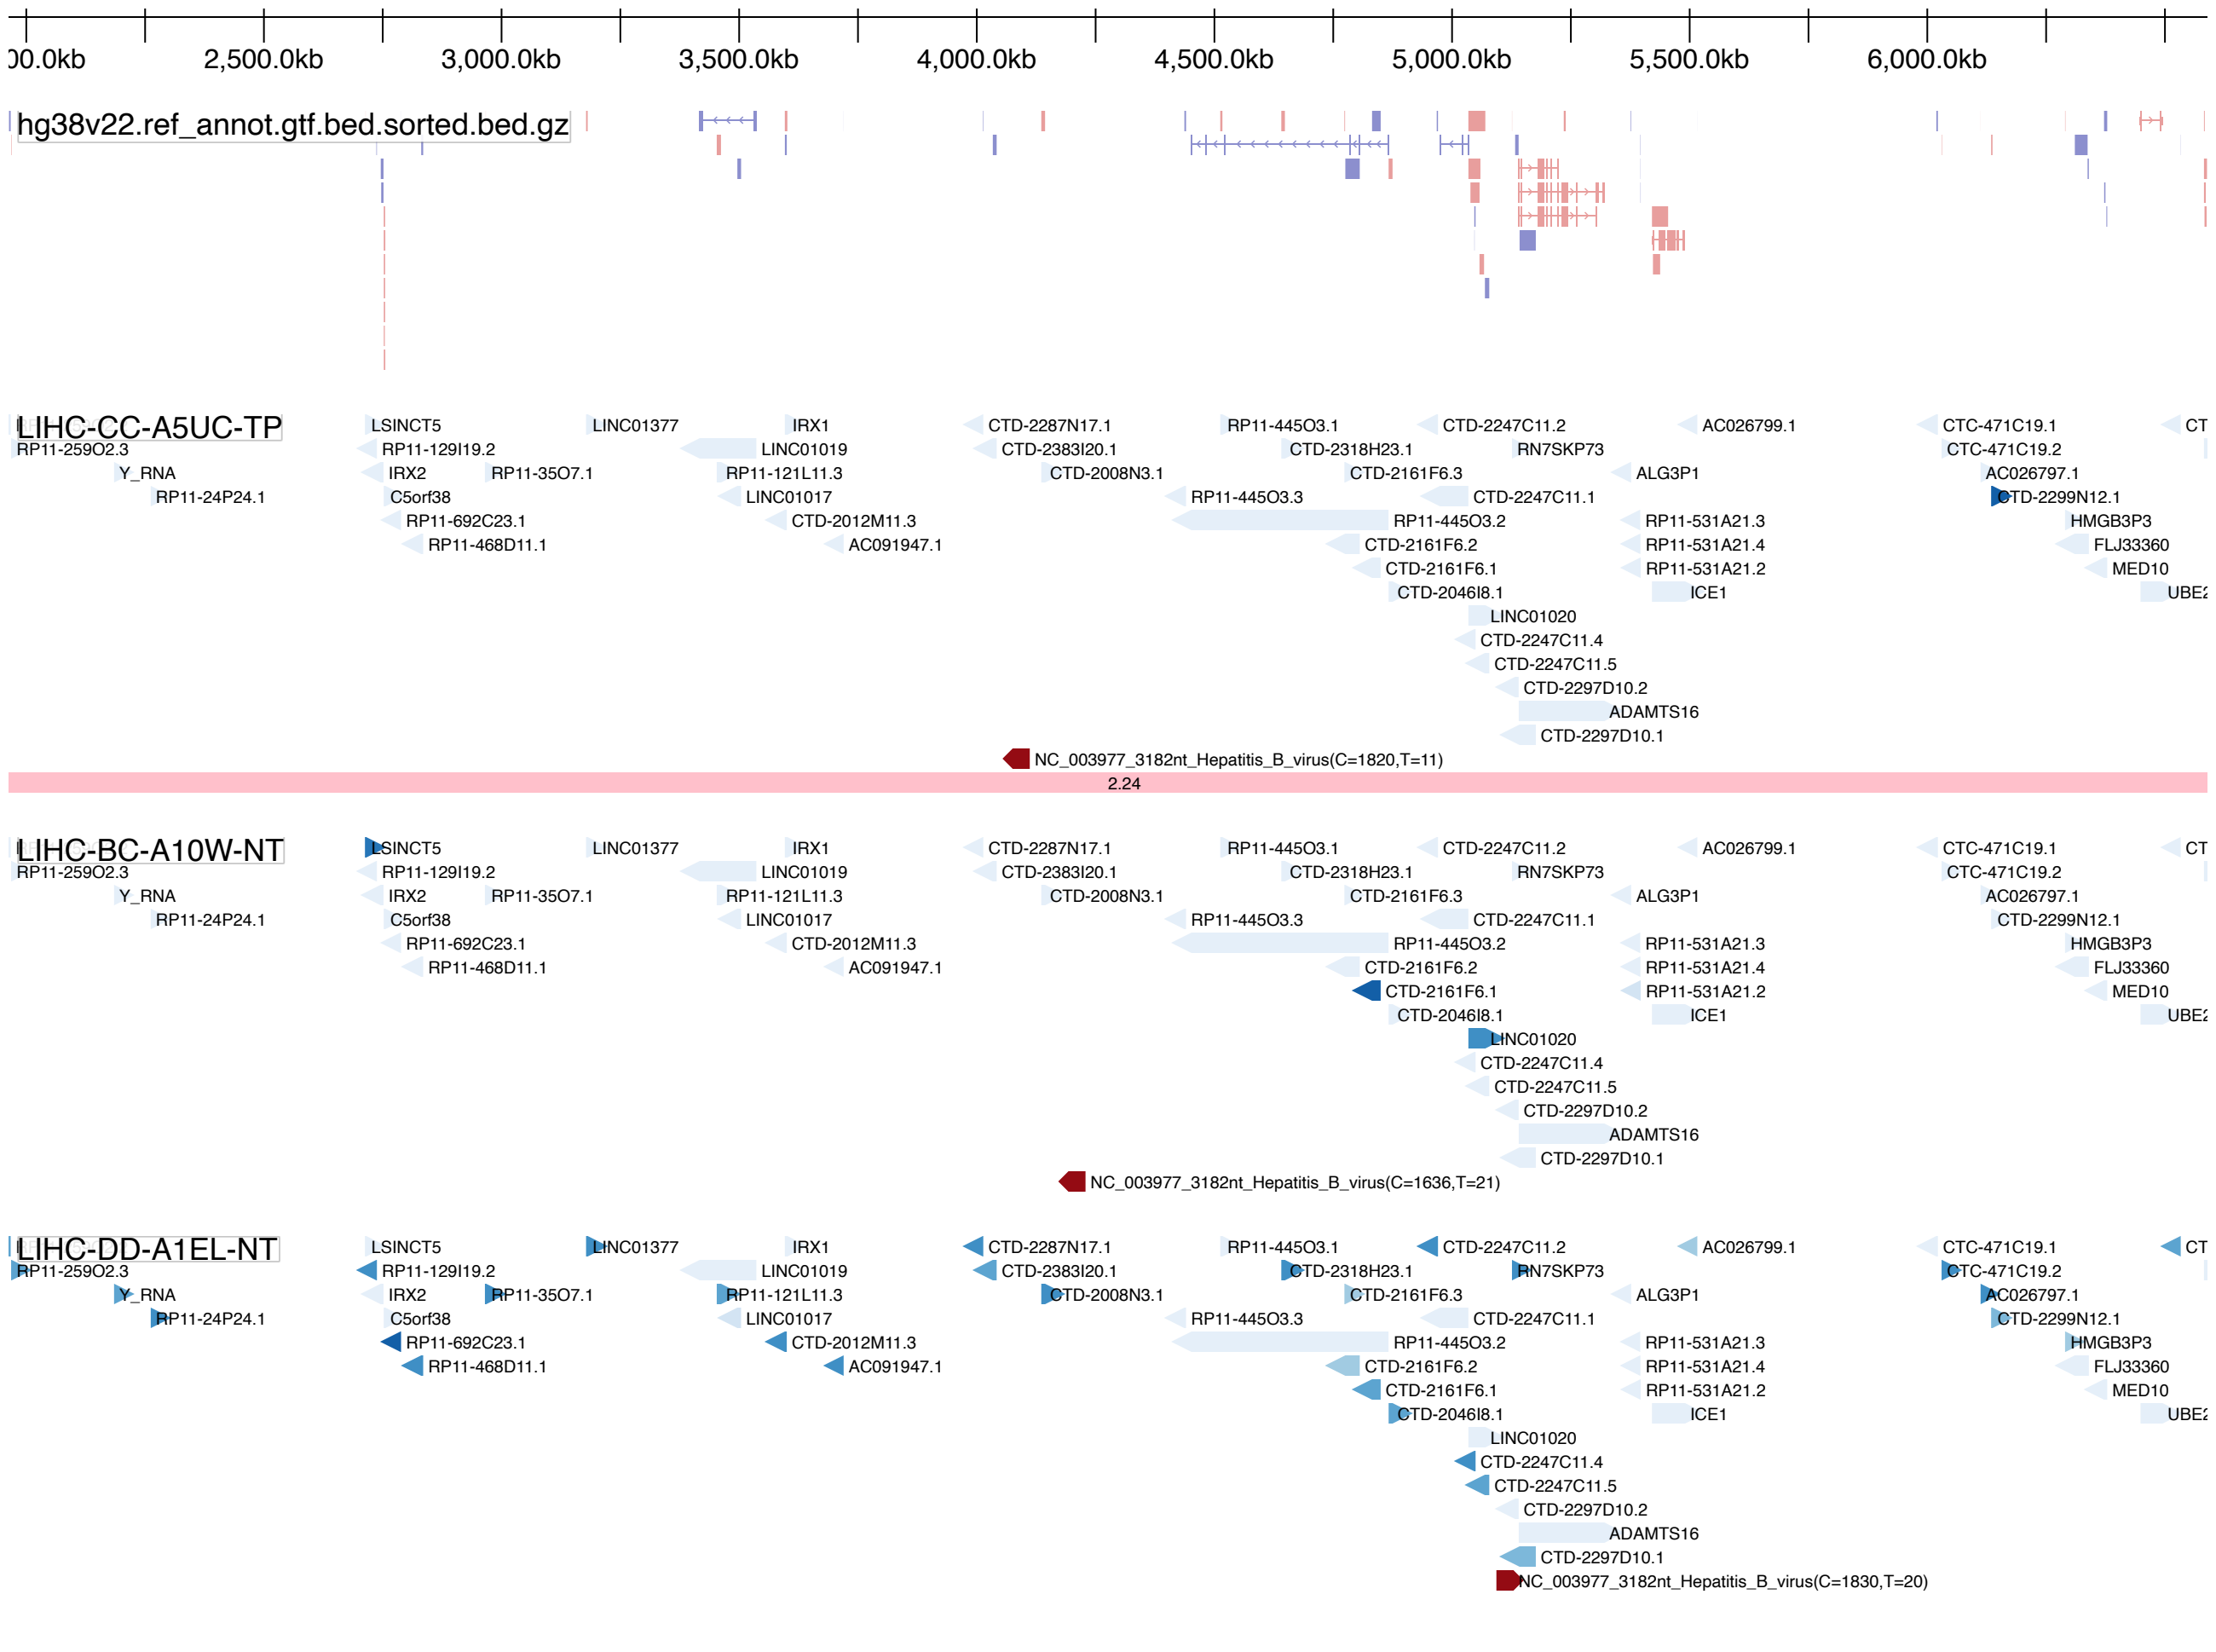 00.0kb 2,500.0kb 3,000.0kb 3,500.0kb 4,000.0kb 4,500.0kb 5,000.0kb 5,500.0kb 6,000.0kb
hg38v22.ref_annot.gtf.bed.sorted.bed.gz
LIHC-CC-A5UC-TP LSINCT5 LINC01377 IRX1 CTD-2287N17.1 RP11-445O3.1 CTD-2247C11.2 AC026799.1 CTC-471C19.1 CT
RP11-259O2.3 RP11-129I19.2 LINC01019 CTD-2383I20.1 CTD-2318H23.1 RN7SKP73 CTC-471C19.2
Y_RNA IRX2 RP11-35O7.1 RP11-121L11.3 CTD-2008N3.1 CTD-2161F6.3 ALG3P1 AC026797.1
RP11-24P24.1 C5orf38 LINC01017 RP11-445O3.3 CTD-2247C11.1 CTD-2299N12.1
RP11-692C23.1 CTD-2012M11.3 RP11-445O3.2 RP11-531A21.3 HMGB3P3
RP11-468D11.1 AC091947.1 CTD-2161F6.2 RP11-531A21.4 FLJ33360
CTD-2161F6.1 RP11-531A21.2 MED10
CTD-2046I8.1 ICE1 UBE2
LINC01020
CTD-2247C11.4
CTD-2247C11.5
CTD-2297D10.2
ADAMTS16
CTD-2297D10.1
NC_003977_3182nt_Hepatitis_B_virus(C=1820,T=11)
2.24
LIHC-BC-A10W-NT LSINCT5 LINC01377 IRX1 CTD-2287N17.1 RP11-445O3.1 CTD-2247C11.2 AC026799.1 CTC-471C19.1 CT
RP11-259O2.3 RP11-129I19.2 LINC01019 CTD-2383I20.1 CTD-2318H23.1 RN7SKP73 CTC-471C19.2
Y_RNA IRX2 RP11-35O7.1 RP11-121L11.3 CTD-2008N3.1 CTD-2161F6.3 ALG3P1 AC026797.1
RP11-24P24.1 C5orf38 LINC01017 RP11-445O3.3 CTD-2247C11.1 CTD-2299N12.1
RP11-692C23.1 CTD-2012M11.3 RP11-445O3.2 RP11-531A21.3 HMGB3P3
RP11-468D11.1 AC091947.1 CTD-2161F6.2 RP11-531A21.4 FLJ33360
CTD-2161F6.1 RP11-531A21.2 MED10
CTD-2046I8.1 ICE1 UBE2
LINC01020
CTD-2247C11.4
CTD-2247C11.5
CTD-2297D10.2
ADAMTS16
CTD-2297D10.1
NC_003977_3182nt_Hepatitis_B_virus(C=1636,T=21)
LIHC-DD-A1EL-NT LSINCT5 LINC01377 IRX1 CTD-2287N17.1 RP11-445O3.1 CTD-2247C11.2 AC026799.1 CTC-471C19.1 CT
RP11-259O2.3 RP11-129I19.2 LINC01019 CTD-2383I20.1 CTD-2318H23.1 RN7SKP73 CTC-471C19.2
Y_RNA IRX2 RP11-35O7.1 RP11-121L11.3 CTD-2008N3.1 CTD-2161F6.3 ALG3P1 AC026797.1
RP11-24P24.1 C5orf38 LINC01017 RP11-445O3.3 CTD-2247C11.1 CTD-2299N12.1
RP11-692C23.1 CTD-2012M11.3 RP11-445O3.2 RP11-531A21.3 HMGB3P3
RP11-468D11.1 AC091947.1 CTD-2161F6.2 RP11-531A21.4 FLJ33360
CTD-2161F6.1 RP11-531A21.2 MED10
CTD-2046I8.1 ICE1 UBE2
LINC01020
CTD-2247C11.4
CTD-2247C11.5
CTD-2297D10.2
ADAMTS16
CTD-2297D10.1
NC_003977_3182nt_Hepatitis_B_virus(C=1830,T=20)